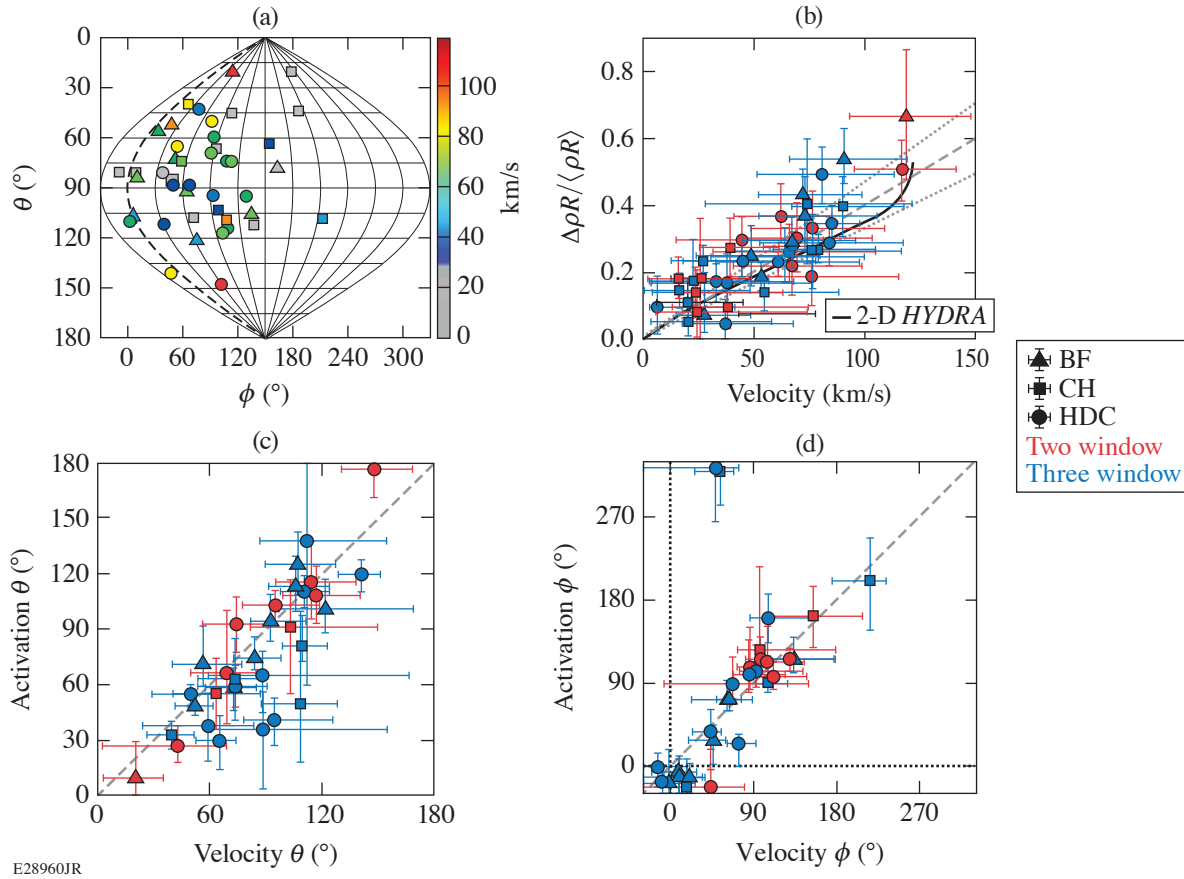 (a)
0
30
60
90
120
150
180
θ (°)
0 60 120 180 240 300
ϕ (°)
100
80
60
40
20
0
km/s
(b)
0.8
0.6
0.4
0.2
0.0
ΔρR/⟨ρR⟩
0 50 100 150
Velocity (km/s)
2-D HYDRA
BF
CH
HDC
Two window
Three window
(c)
180
150
120
90
60
30
0
Activation θ (°)
0 60 120 180
Velocity θ (°)
(d)
270
180
90
0
Activation ϕ (°)
0 90 180 270
Velocity ϕ (°)
E28960JR